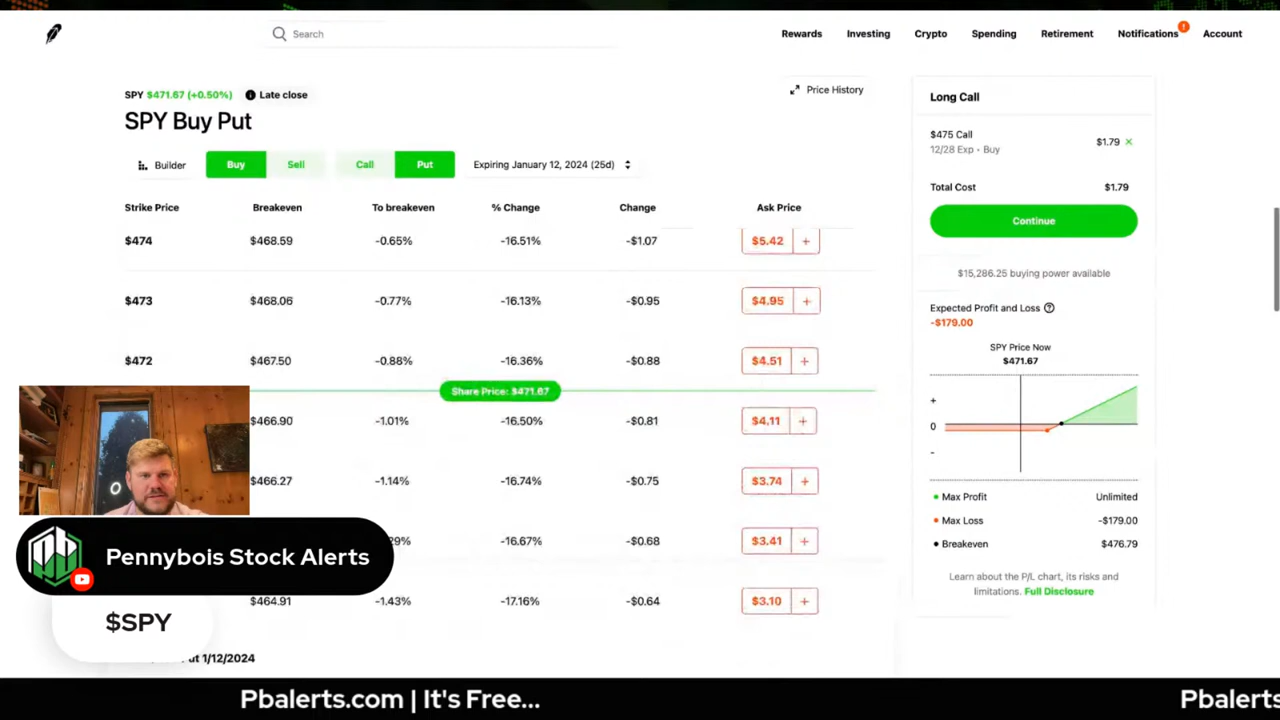 Search
Rewards Investing Crypto Spending Retirement Notifications 1 Account
SPY $471.67 (+0.50%) Late close
Price History
SPY Buy Put
Builder Buy Sell Call Put Expiring January 12, 2024 (25d)
Strike Price Breakeven To breakeven % Change Change Ask Price
$474 $468.59 -0.65% -16.51% -$1.07 $5.42 +
$473 $468.06 -0.77% -16.13% -$0.95 $4.95 +
$472 $467.50 -0.88% -16.36% -$0.88 $4.51 +
Share Price: $471.67
$466.90 -1.01% -16.50% -$0.81 $4.11 +
$466.27 -1.14% -16.74% -$0.75 $3.74 +
29% -16.67% -$0.68 $3.41 +
$464.91 -1.43% -17.16% -$0.64 $3.10 +
1/12/2024
Long Call
$475 Call
12/28 Exp • Buy
$1.79 ×
Total Cost $1.79
Continue
$15,286.25 buying power available
Expected Profit and Loss ?
-$179.00
SPY Price Now
$471.67
+
0
-
Max Profit Unlimited
Max Loss -$179.00
Breakeven $476.79
Learn about the P/L chart, its risks and
limitations. Full Disclosure
Pennybois Stock Alerts
$SPY
Pbalerts.com | It's Free...
Pbalerts